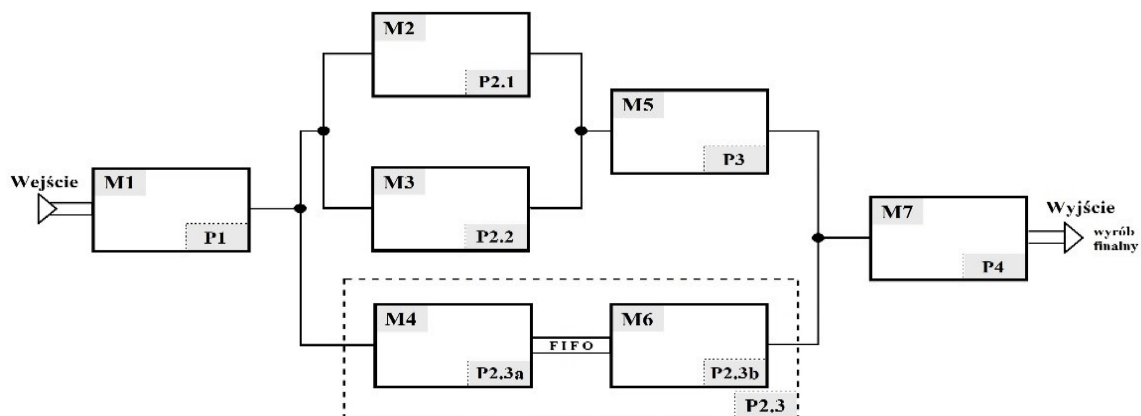 M2
P2.1
M5
P3
Wejście
M1
P1
M3
P2.2
M7
P4
Wyjście
wyrób
finalny
M4
P2.3a
FIFO
M6
P2.3b
P2.3